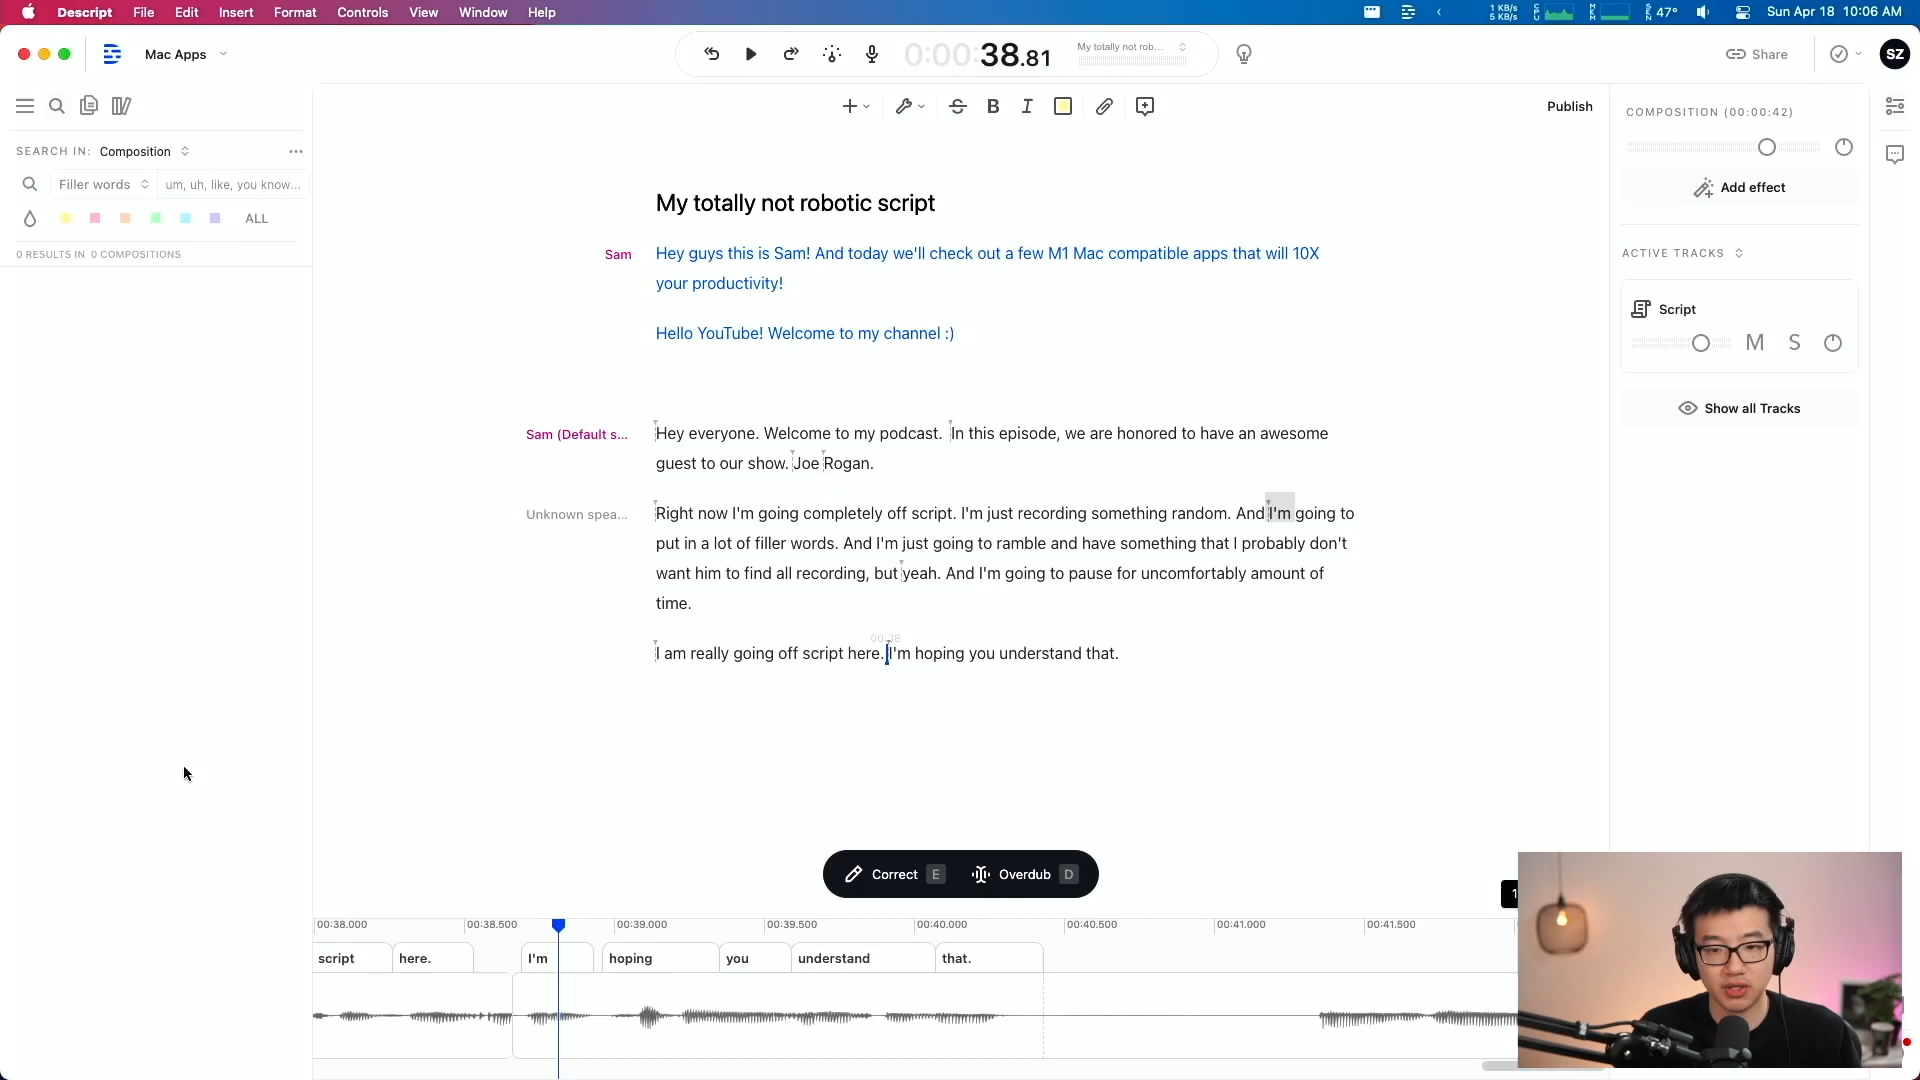 Descript File Edit Insert Format Controls View Window Help
1 KB/s
5 KB/s
47° Sun Apr 18 10:06 AM
Mac Apps
0:00:38.81
My totally not rob...
Share
SZ
Publish
SEARCH IN: Composition
Filler words um, uh, like, you know...
ALL
0 RESULTS IN 0 COMPOSITIONS
My totally not robotic script
Sam
Hey guys this is Sam! And today we'll check out a few M1 Mac compatible apps that will 10X
your productivity!
Hello YouTube! Welcome to my channel :)
Sam (Default s...
Hey everyone. Welcome to my podcast. In this episode, we are honored to have an awesome
guest to our show. Joe Rogan.
Unknown spea...
Right now I'm going completely off script. I'm just recording something random. And I'm going to
put in a lot of filler words. And I'm just going to ramble and have something that I probably don't
want him to find all recording, but yeah. And I'm going to pause for uncomfortably amount of
time.
00:38
I am really going off script here. I'm hoping you understand that.
COMPOSITION (00:00:42)
Add effect
ACTIVE TRACKS
Script
M S
Show all Tracks
Correct E Overdub D
00:38.000 00:38.500 00:39.000 00:39.500 00:40.000 00:40.500 00:41.000 00:41.500
script here. I'm hoping you understand that.